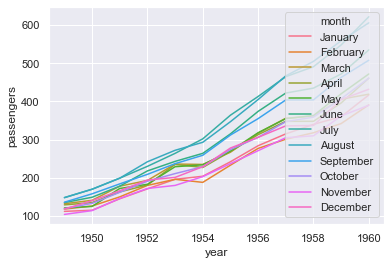 600
500
400
300
200
100
passengers
1950
1952
1954
1956
1958
1960
year
month
January
February
March
April
May
June
July
August
September
October
November
December